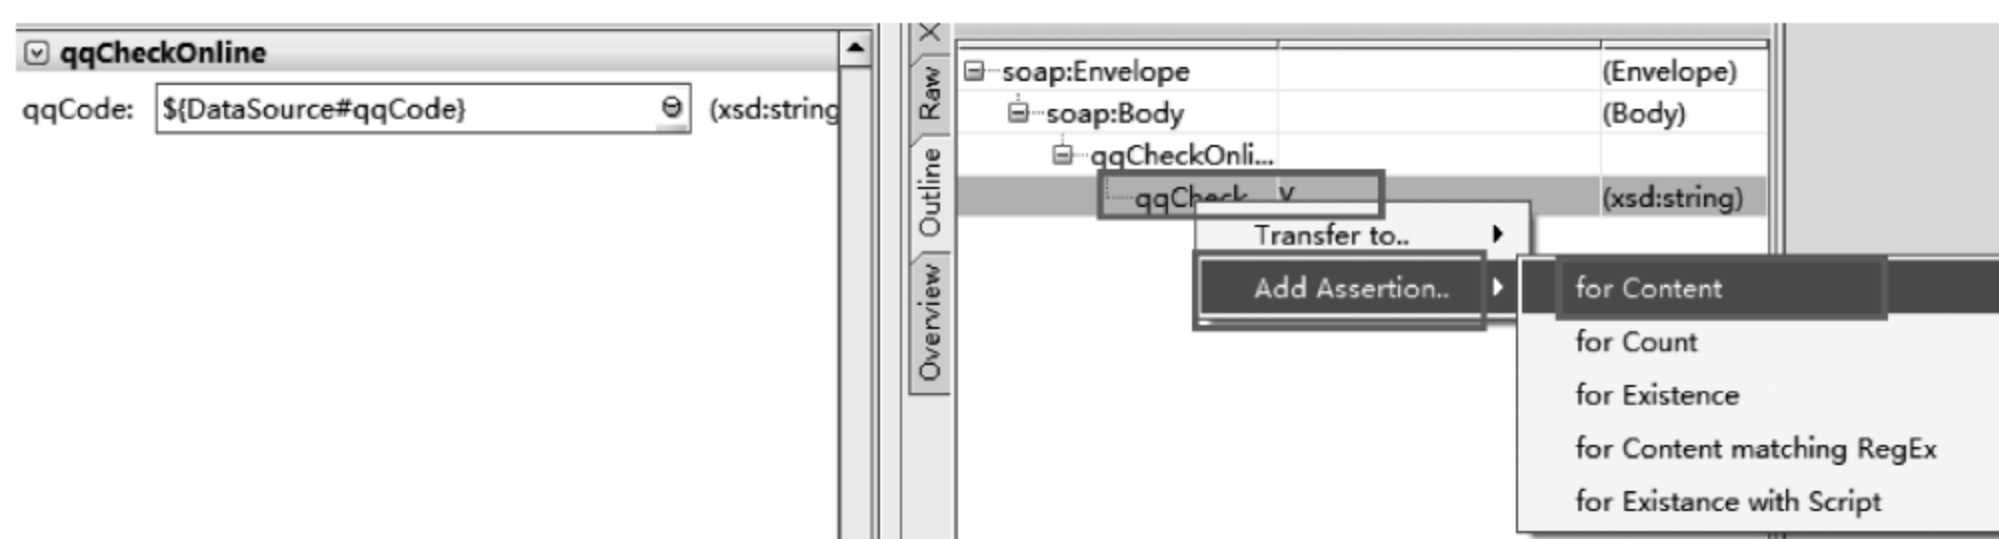 qqCheckOnline
qqCode: ${DataSource#qqCode} (xsd:string
Raw
Outline
Overview
soap:Envelope (Envelope)
soap:Body (Body)
qqCheckOnli...
qqCheck Y (xsd:string)
Transfer to..
Add Assertion..
for Content
for Count
for Existence
for Content matching RegEx
for Existance with Script